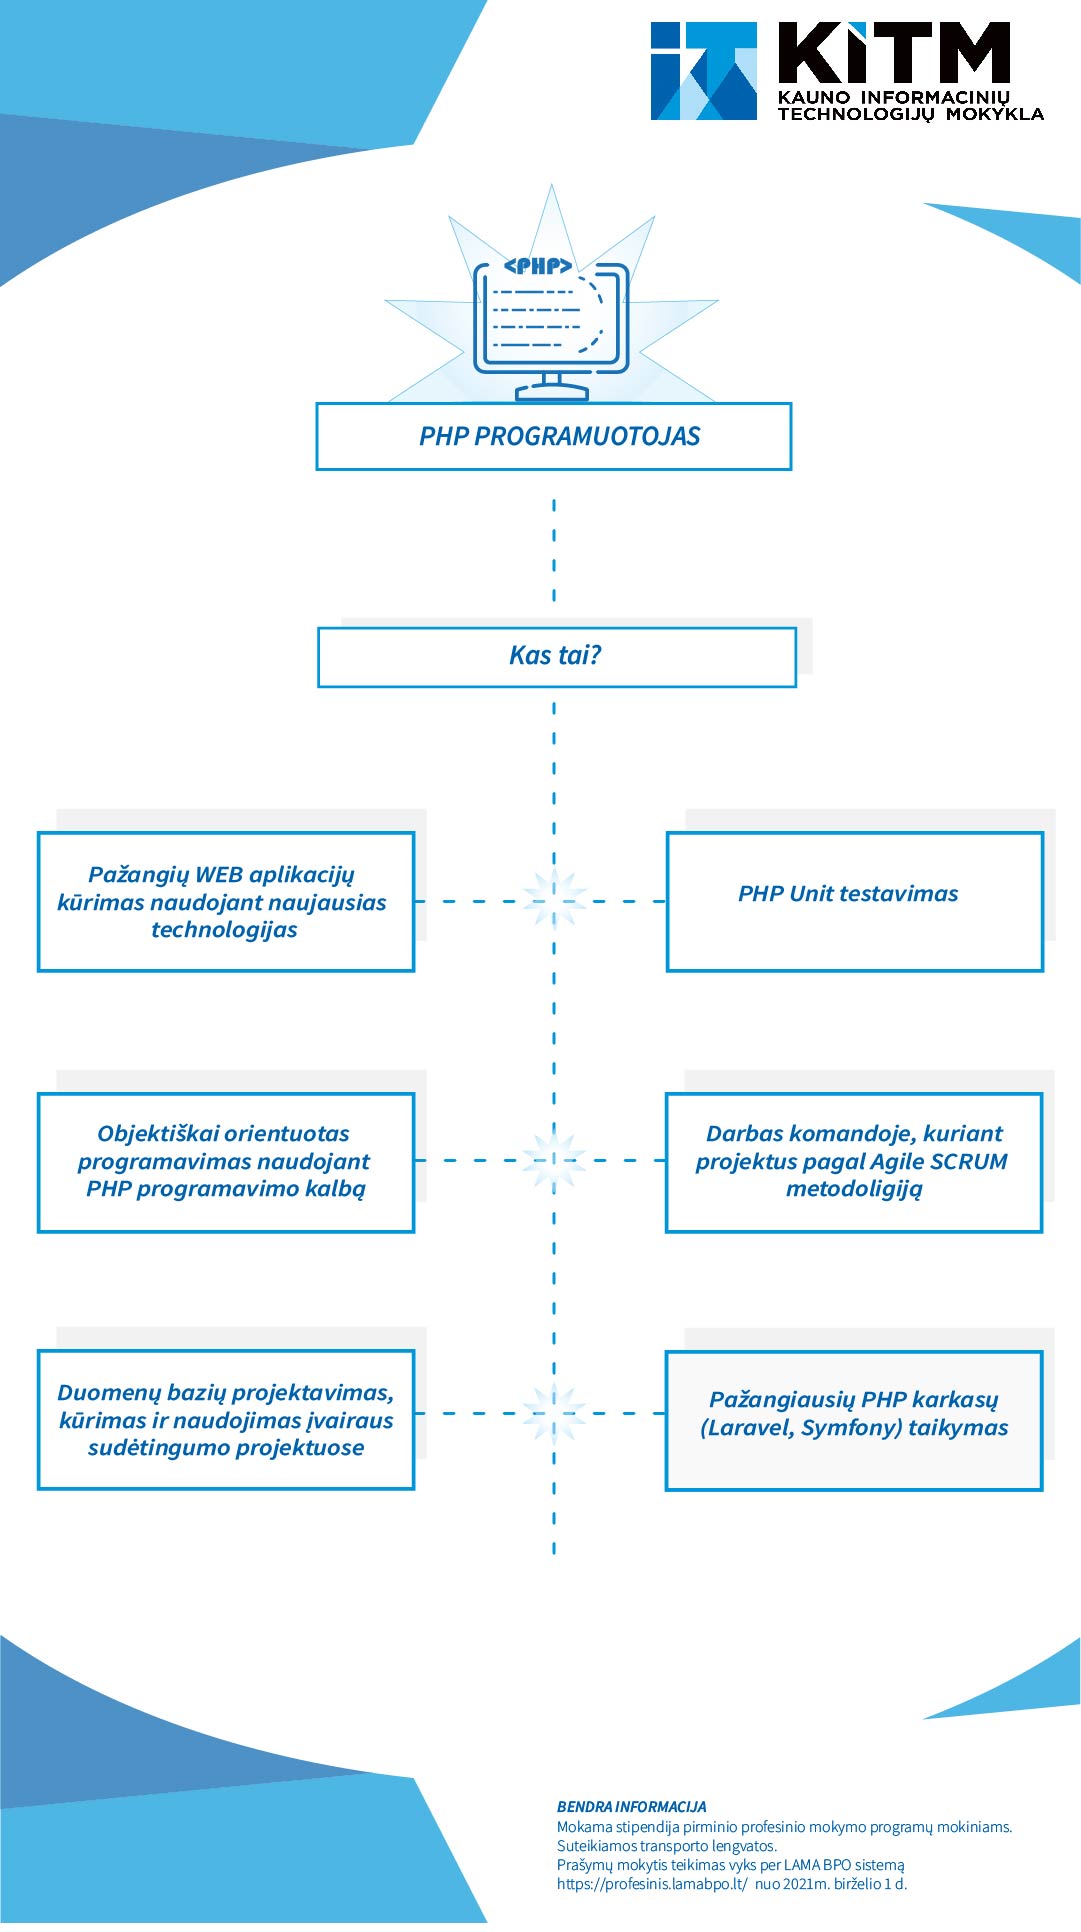 KiTM
KAUNO INFORMACINIŲ
TECHNOLOGIJŲ MOKYKLA
<PHP>
PHP PROGRAMUOTOJAS
Kas tai?
Pažangių WEB aplikacijų
kūrimas naudojant naujausias
technologijas
PHP Unit testavimas
Objektiškai orientuotas
programavimas naudojant
PHP programavimo kalbą
Darbas komandoje, kuriant
projektus pagal Agile SCRUM
metodoligiją
Duomenų bazių projektavimas,
kūrimas ir naudojimas įvairaus
sudėtingumo projektuose
Pažangiausių PHP karkasų
(Laravel, Symfony) taikymas
BENDRA INFORMACIJA
Mokama stipendija pirminio profesinio mokymo programų mokiniams.
Suteikiamos transporto lengvatos.
Prašymų mokytis teikimas vyks per LAMA BPO sistemą
https://profesinis.lamabpo.lt/ nuo 2021m. birželio 1 d.